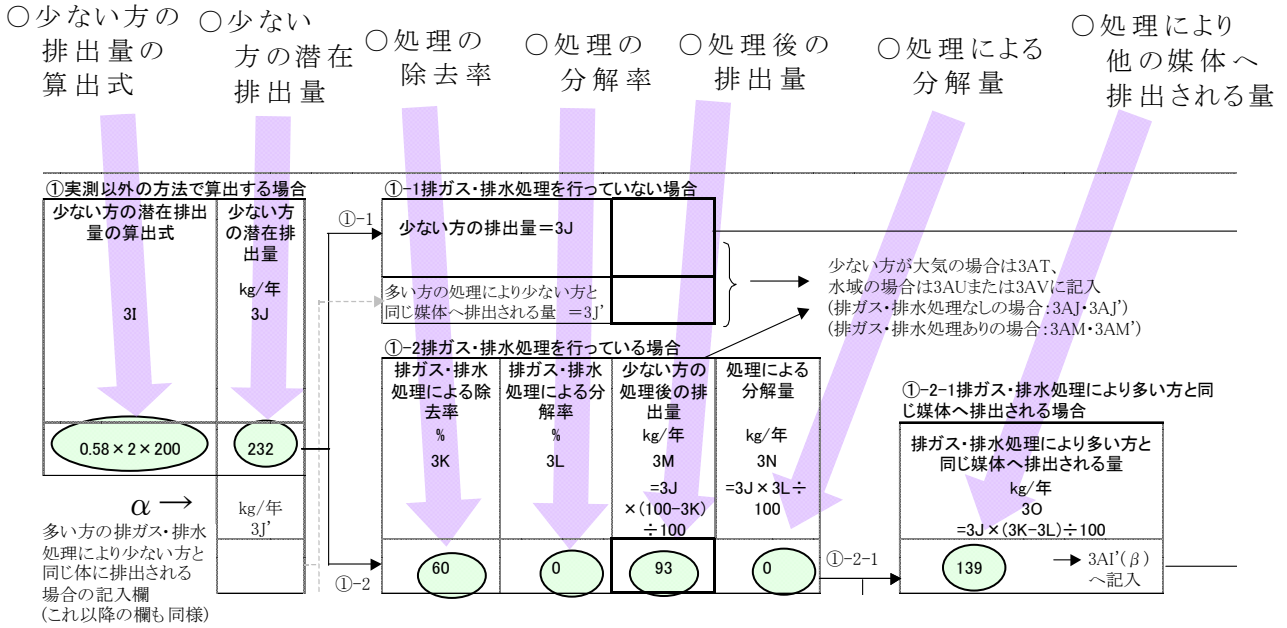 ○少ない方の
排出量の
算出式
○少ない
方の潜在
排出量
○処理の
除去率
○処理の
分解率
○処理後の
排出量
○処理による
分解量
○処理により
他の媒体へ
排出される量
①実測以外の方法で算出する場合
少ない方の潜在排出
量の算出式
3I
0.58×2×200
少ない方
の潜在排
出量
kg/年
3J
232
α →
kg/年
3J’
多い方の排ガス・排水
処理により少ない方と
同じ体に排出される
場合の記入欄
(これ以降の欄も同様)
①-1
①-1排ガス・排水処理を行っていない場合
少ない方の排出量=3J
多い方の処理により少ない方と
同じ媒体へ排出される量 =3J’
少ない方が大気の場合は3AT、
水域の場合は3AUまたは3AVに記入
(排ガス・排水処理なしの場合:3AJ・3AJ’)
(排ガス・排水処理ありの場合:3AM・3AM’)
①-2
①-2排ガス・排水処理を行っている場合
排ガス・排水
処理による除
去率
%
3K
60
排ガス・排水
処理による分
解率
%
3L
0
少ない方の
処理後の排
出量
kg/年
3M
=3J
×(100-3K)
÷100
93
処理による
分解量
kg/年
3N
=3J×3L÷
100
0
①-2-1
①-2-1排ガス・排水処理により多い方と同
じ媒体へ排出される場合
排ガス・排水処理により多い方と
同じ媒体へ排出される量
kg/年
3O
=3J×(3K-3L)÷100
139
→ 3AI’(β)
へ記入